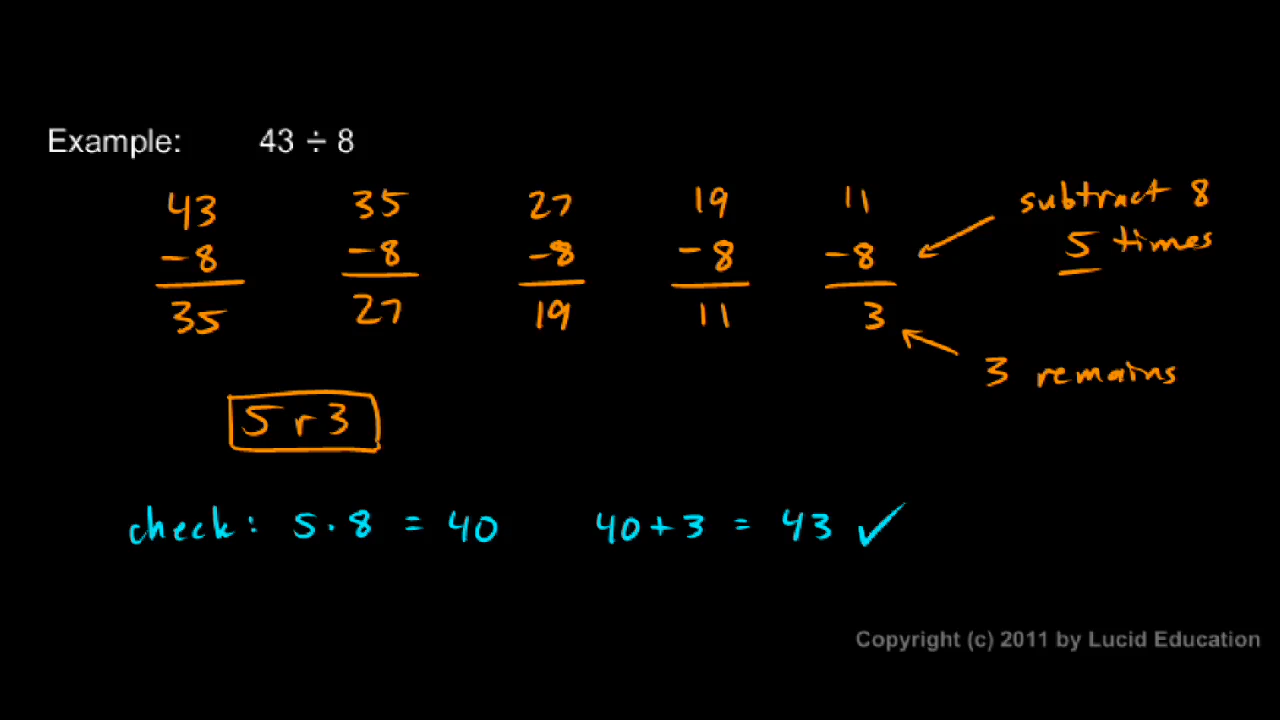 Example: 43 ÷ 8
43 35 27 19 11 subtract 8
-8 -8 -8 -8 -8 5 times
35 27 19 11 3
3 remains
5 r 3
check: 5 · 8 = 40 40 + 3 = 43 ✓
Copyright (c) 2011 by Lucid Education